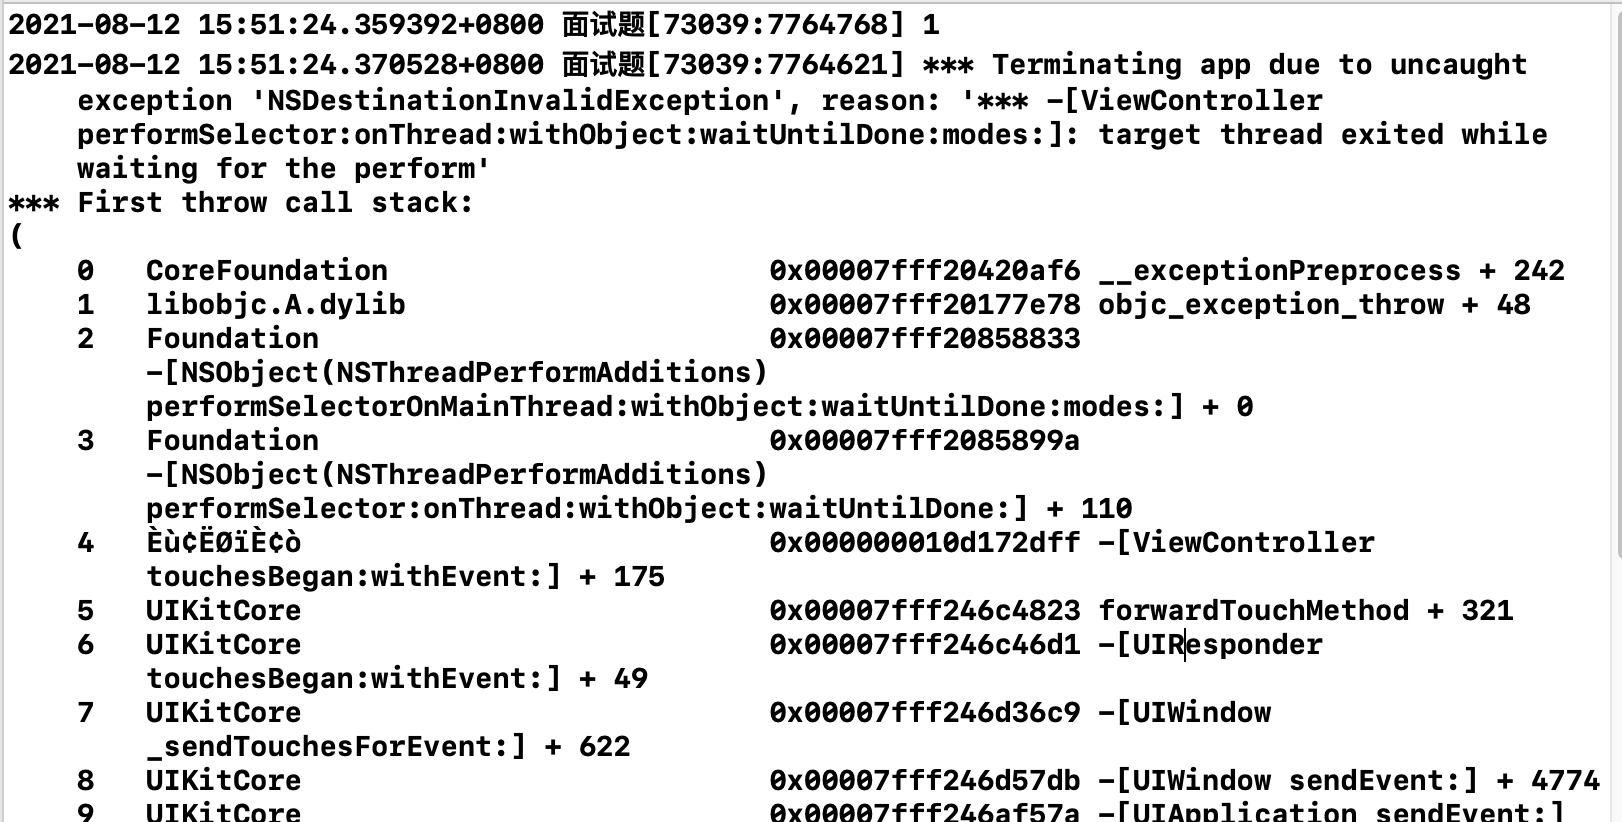 2021-08-12 15:51:24.359392+0800 面试题[73039:7764768] 1
2021-08-12 15:51:24.370528+0800 面试题[73039:7764621] *** Terminating app due to uncaught
exception 'NSDestinationInvalidException', reason: '*** -[ViewController
performSelector:onThread:withObject:waitUntilDone:modes:]: target thread exited while
waiting for the perform'
*** First throw call stack:
(
0 CoreFoundation 0x00007fff20420af6 __exceptionPreprocess + 242
1 libobjc.A.dylib 0x00007fff20177e78 objc_exception_throw + 48
2 Foundation 0x00007fff20858833
-[NSObject(NSThreadPerformAdditions)
performSelectorOnMainThread:withObject:waitUntilDone:modes:] + 0
3 Foundation 0x00007fff2085899a
-[NSObject(NSThreadPerformAdditions)
performSelector:onThread:withObject:waitUntilDone:] + 110
4 Èù¢ËØïÈ¢ò 0x000000010d172dff -[ViewController
touchesBegan:withEvent:] + 175
5 UIKitCore 0x00007fff246c4823 forwardTouchMethod + 321
6 UIKitCore 0x00007fff246c46d1 -[UIResponder
touchesBegan:withEvent:] + 49
7 UIKitCore 0x00007fff246d36c9 -[UIWindow
_sendTouchesForEvent:] + 622
8 UIKitCore 0x00007fff246d57db -[UIWindow sendEvent:] + 4774
9 UIKitCore 0x00007fff246af57a -[UIApplication sendEvent:]